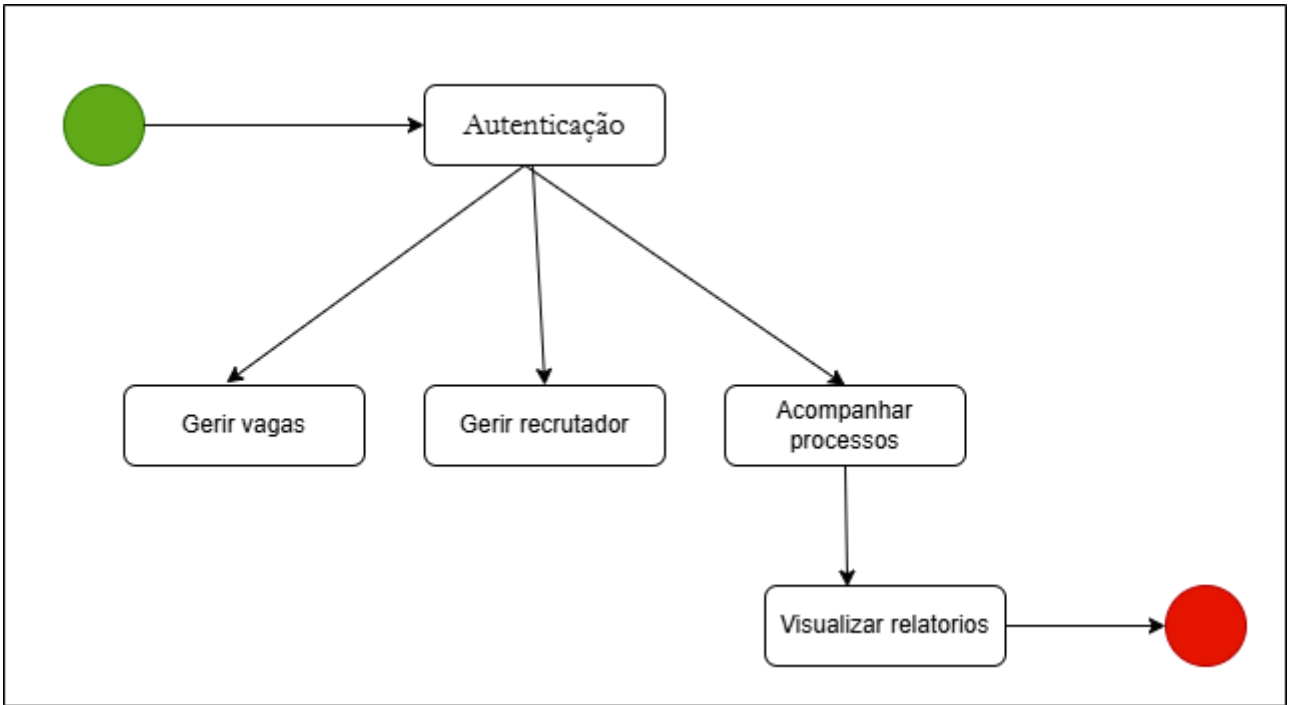 Autenticação
Gerir vagas
Gerir recrutador
Acompanhar
processos
Visualizar relatorios